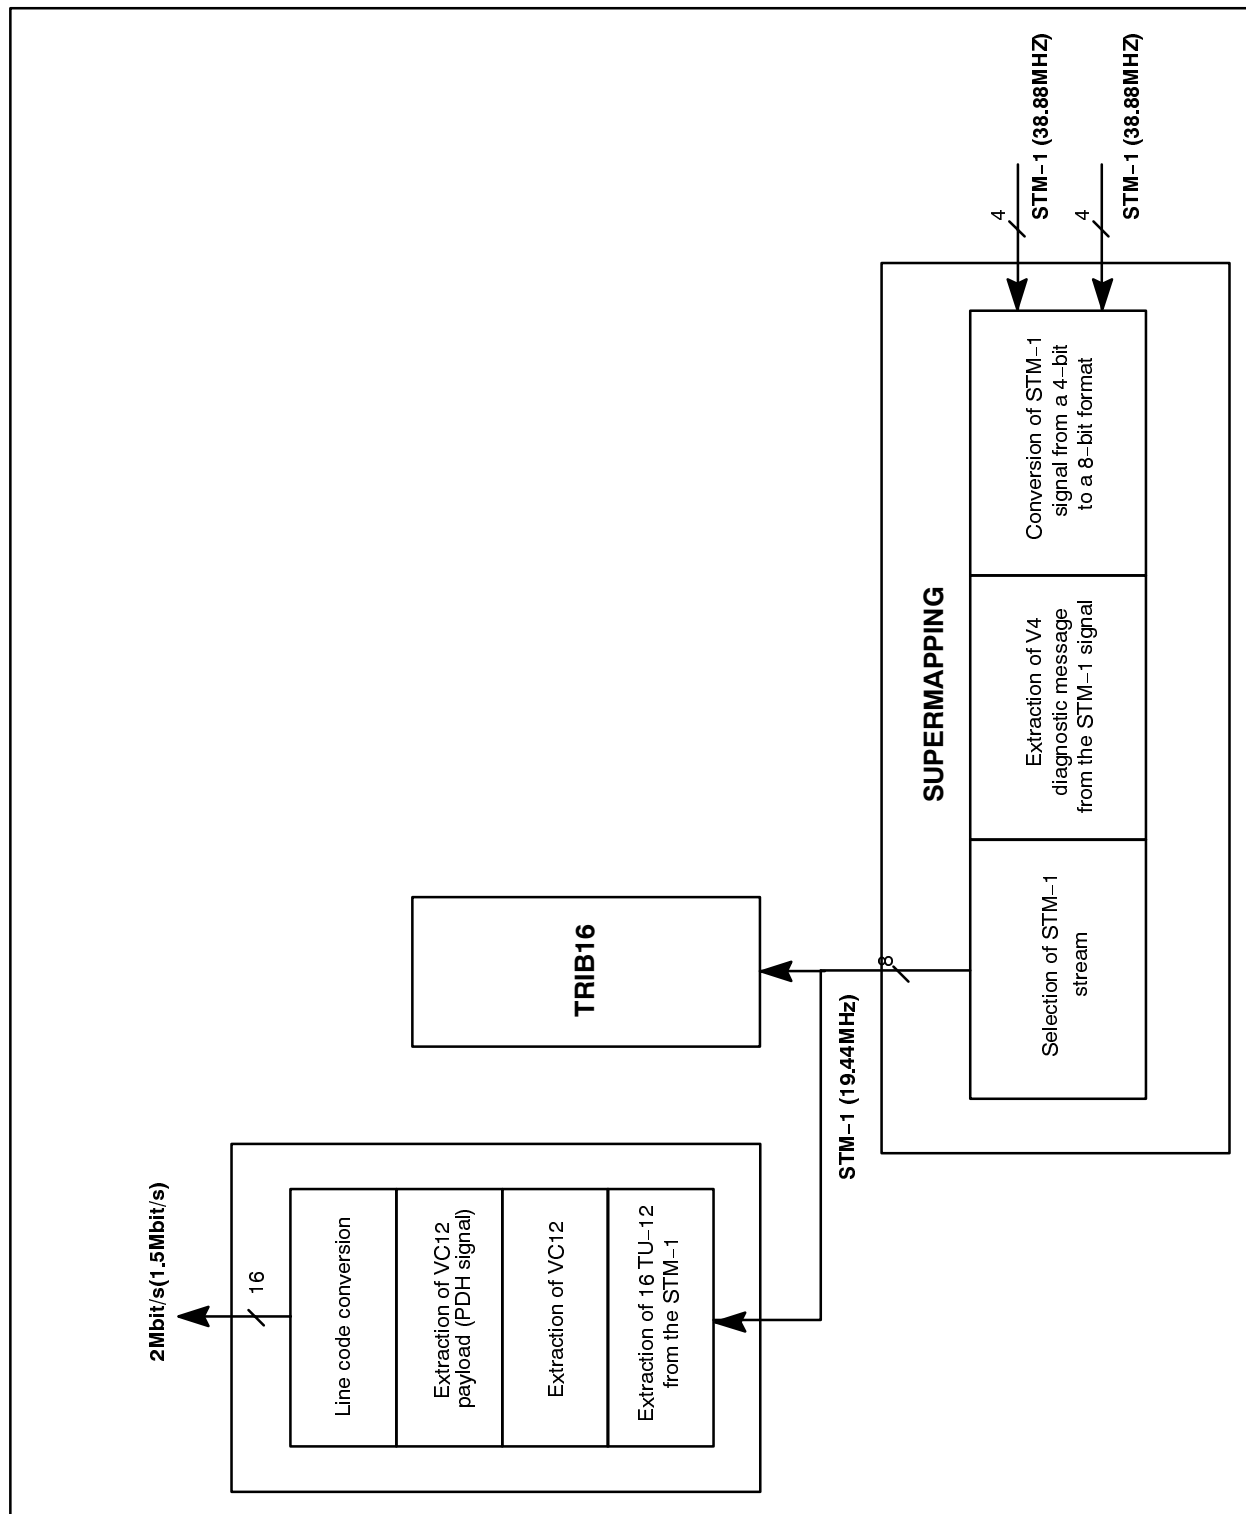 2Mbit/s(1.5Mbit/s)
16
Line code conversion
Extraction of VC12
payload (PDH signal)
Extraction of VC12
Extraction of 16 TU-12
from the STM-1
TRIB16
STM-1 (19.44MHz)
8
SUPERMAPPING
Selection of STM-1
stream
Extraction of V4
diagnostic message
from the STM-1 signal
Conversion of STM-1
signal from a 4-bit
to a 8-bit format
4
STM-1 (38.88MHZ)
4
STM-1 (38.88MHZ)